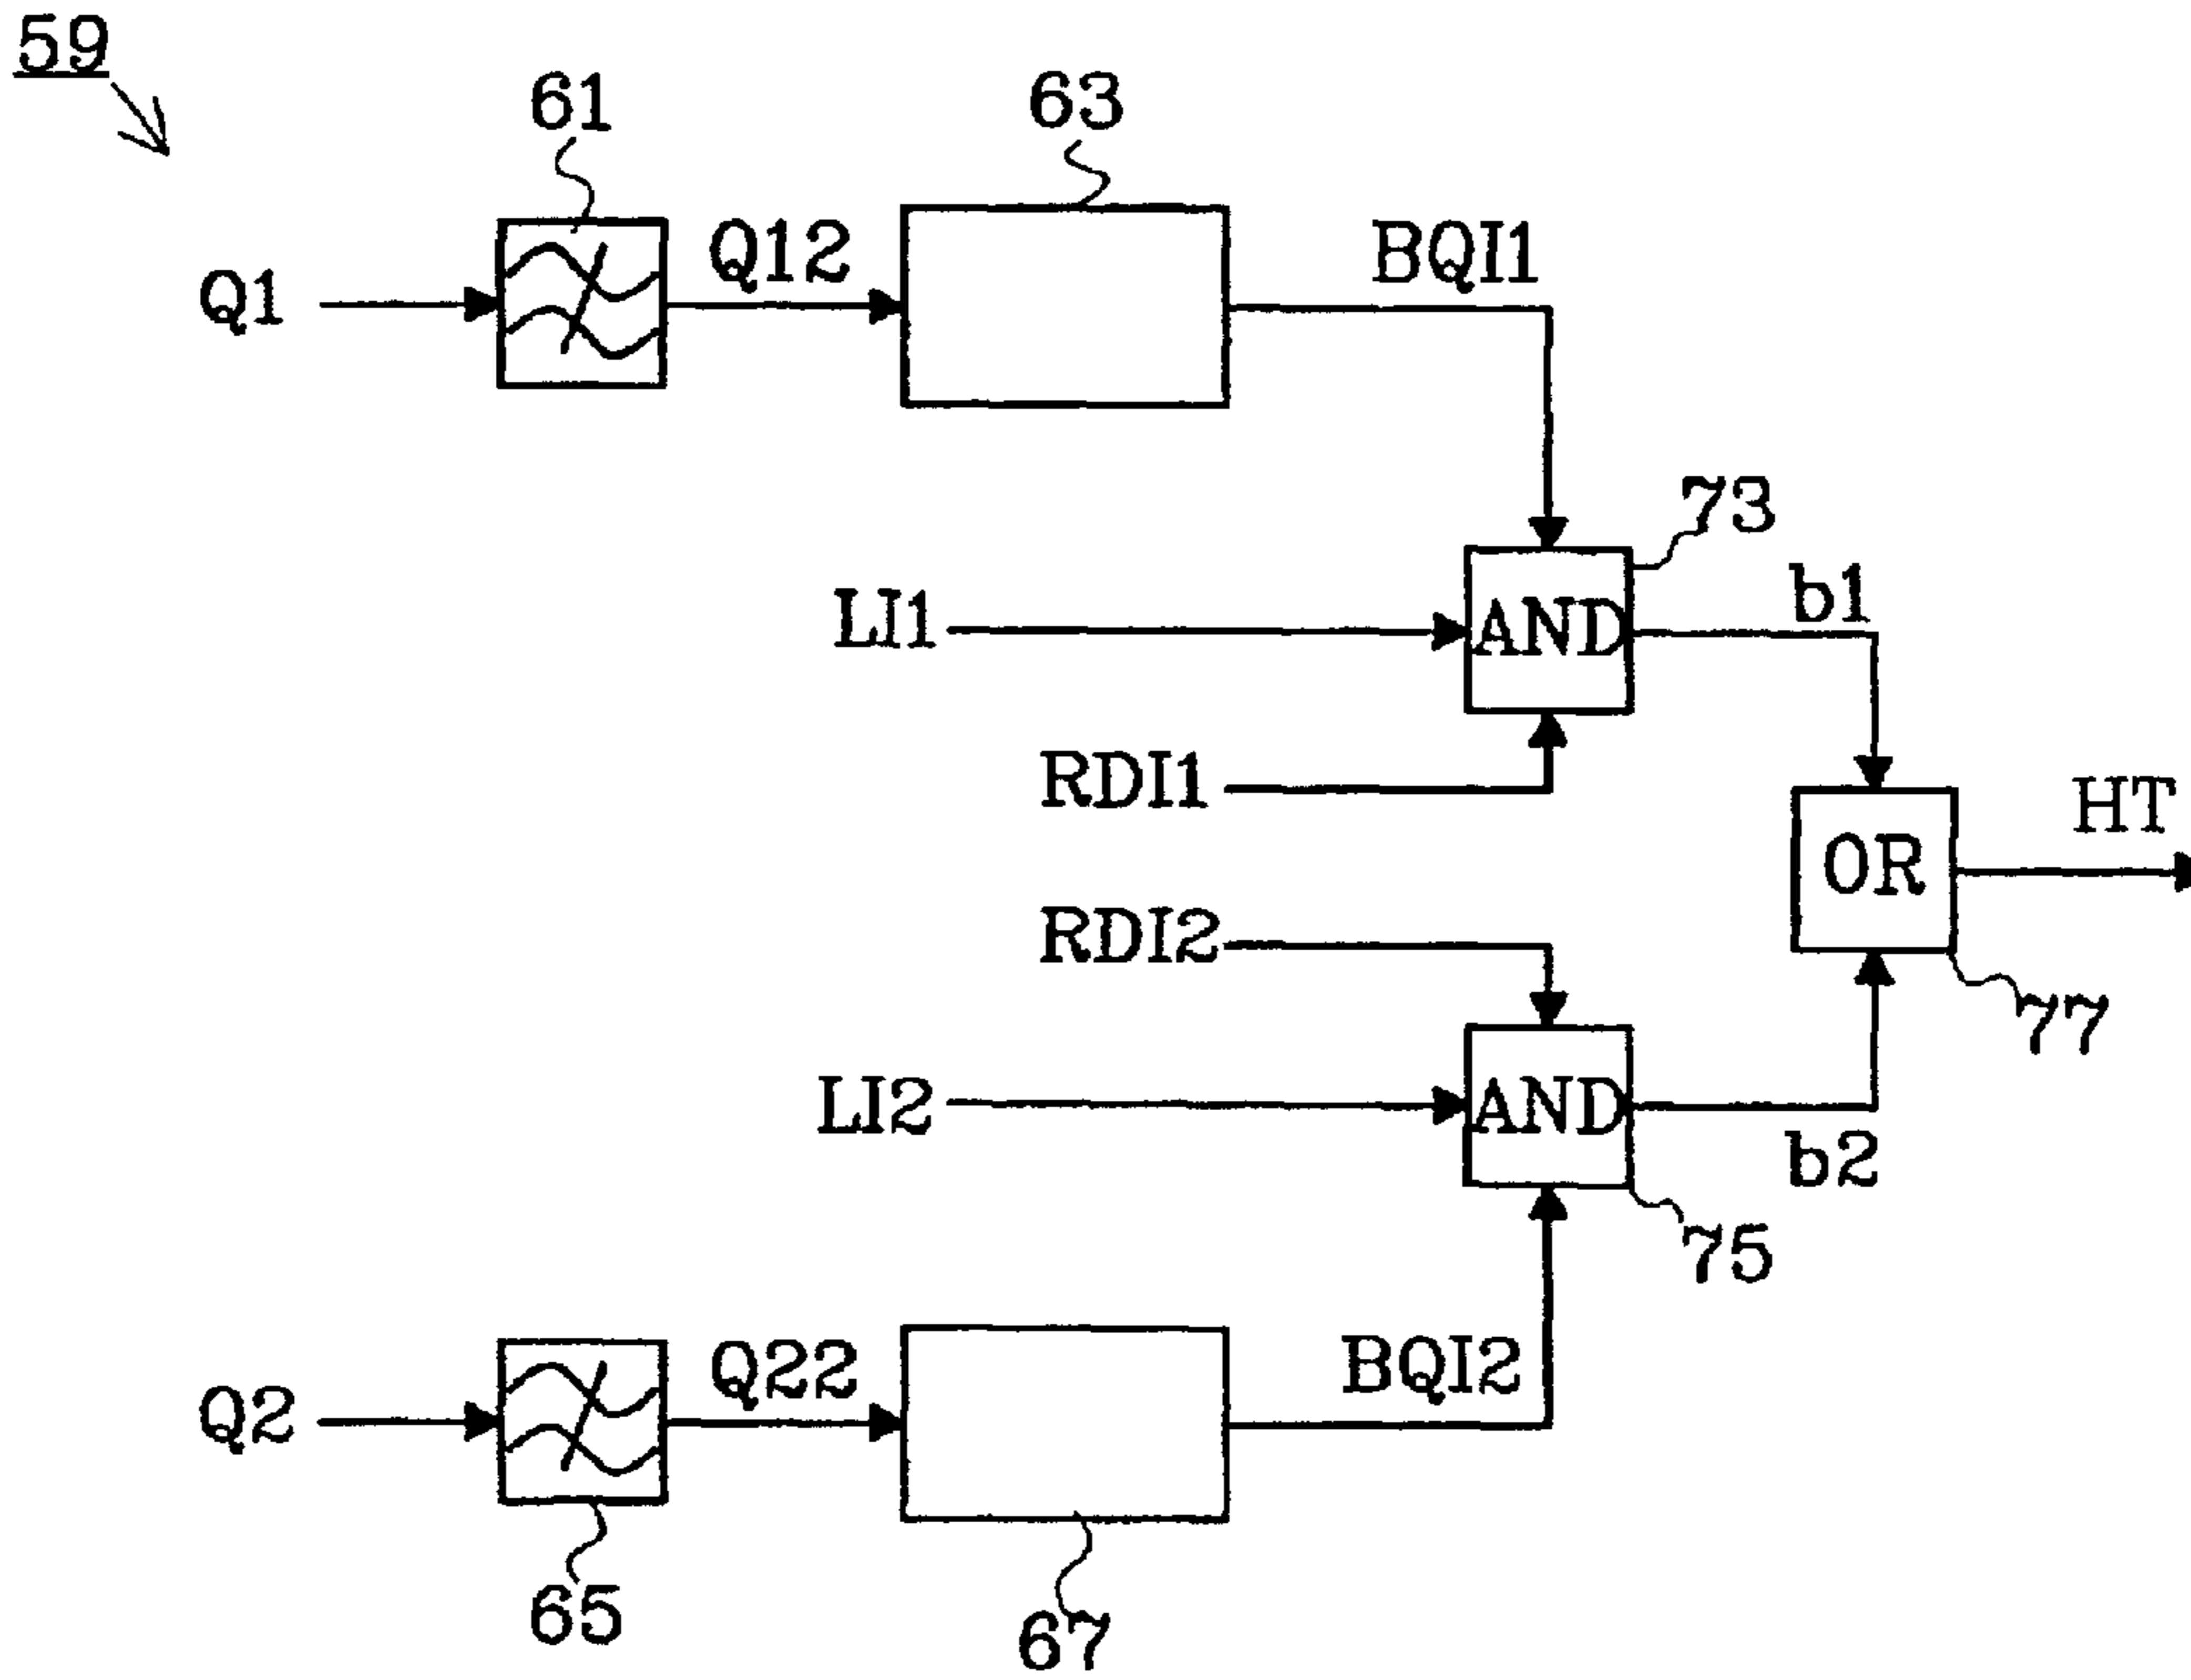 59
61
63
Q1
Q12
BQI1
73
LI1
AND
b1
RDI1
HT
OR
RDI2
77
LI2
AND
b2
75
Q2
Q22
BQI2
65
67